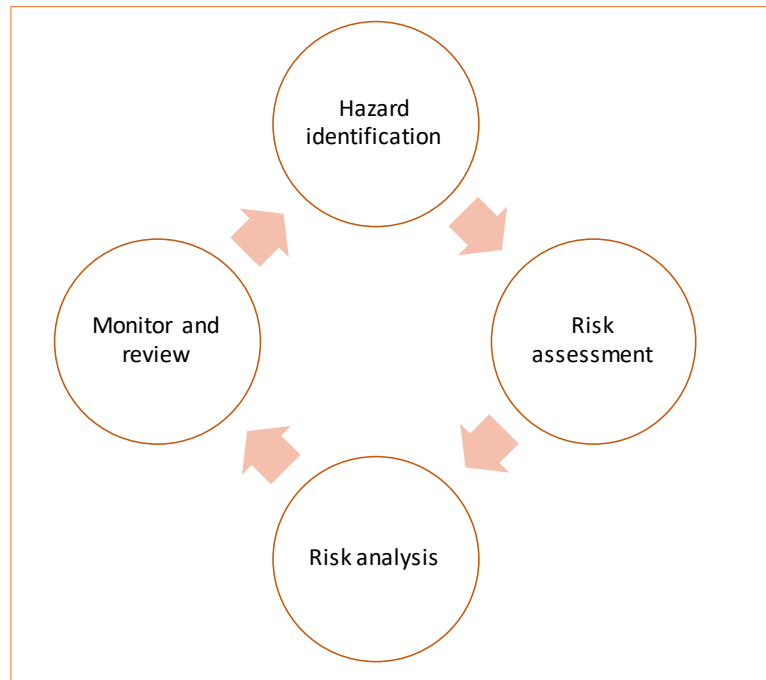 Hazard
identification
Risk
assessment
Risk analysis
Monitor and
review